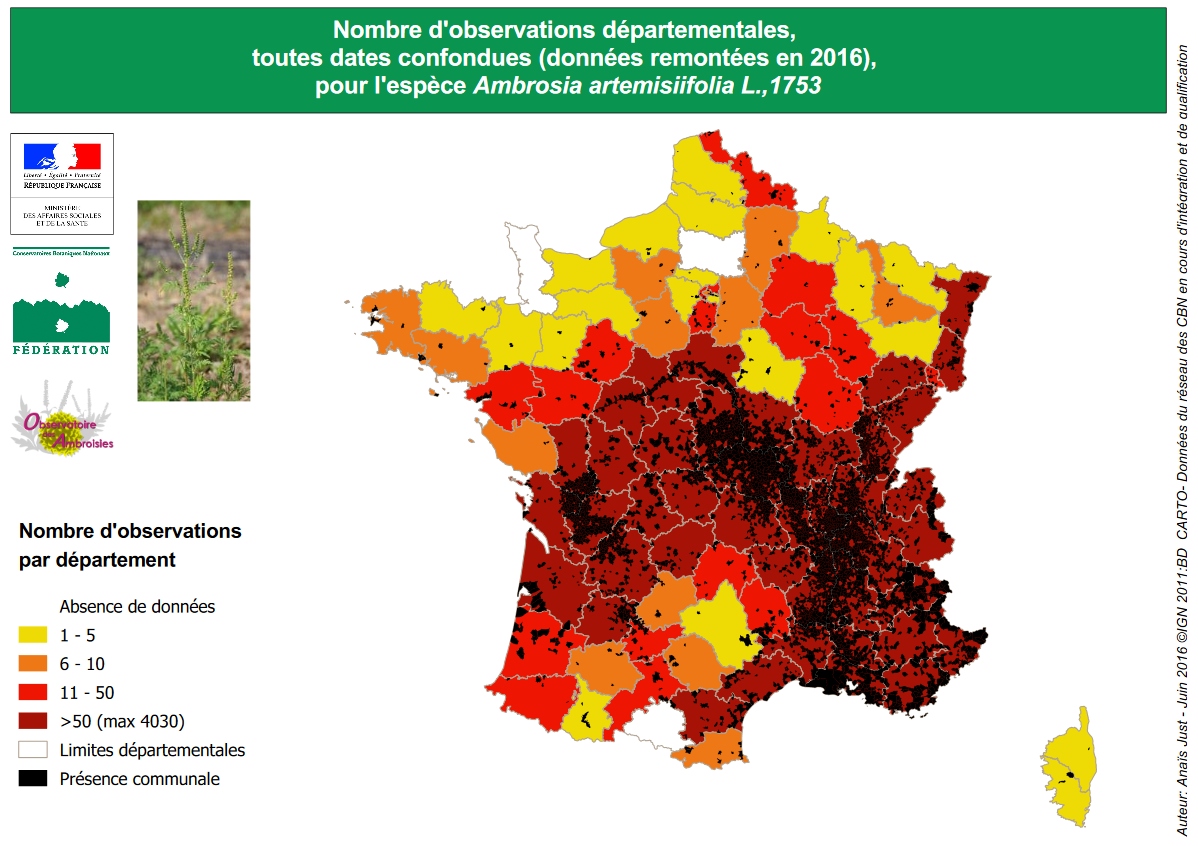 Nombre d'observations départementales,
toutes dates confondues (données remontées en 2016),
pour l'espèce Ambrosia artemisiifolia L.,1753
Liberté • Égalité • Fraternité
RÉPUBLIQUE FRANÇAISE
MINISTÈRE
DES AFFAIRES SOCIALES
ET DE LA SANTÉ
Conservatoires Botaniques Nationaux
FÉDÉRATION
Observatoire
des
Ambroisies
Nombre d'observations
par département
Absence de données
1 - 5
6 - 10
11 - 50
>50 (max 4030)
Limites départementales
Présence communale
Auteur: Anaïs Just - Juin 2016 ©IGN 2011:BD CARTO- Données du réseau des CBN en cours d'intégration et de qualification